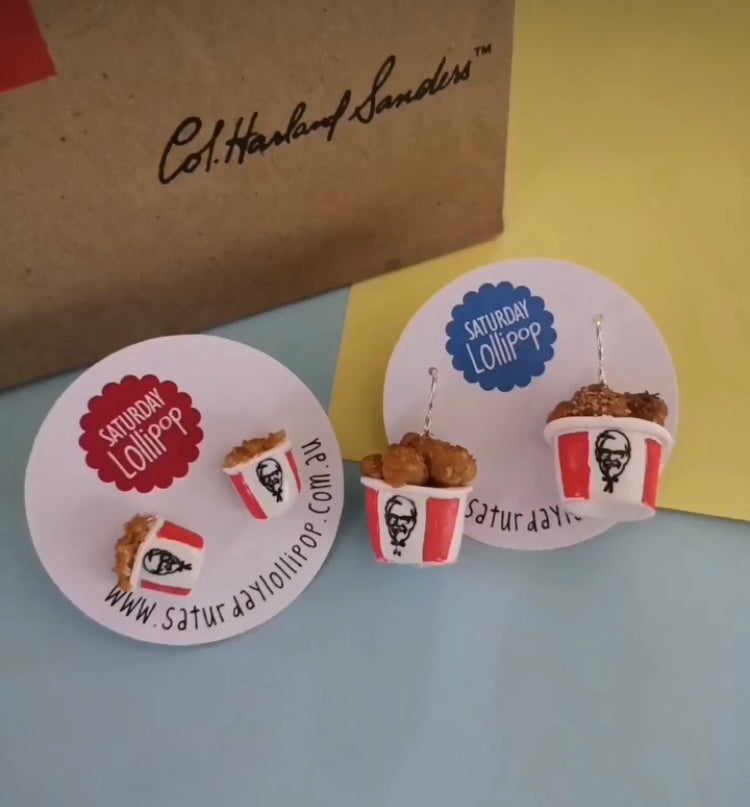 Col. Harland Sanders™
SATURDAY
Lollipop
SATURDAY
Lollipop
www.saturdaylollipop.com.au
saturdayl